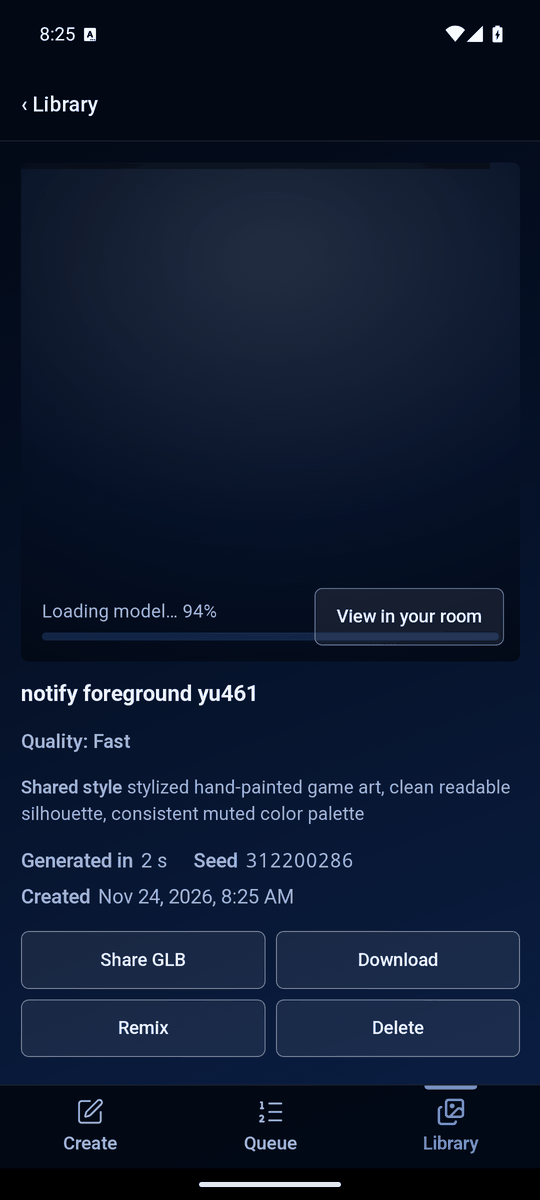 8:25
‹ Library
Loading model… 94%
View in your room
notify foreground yu461
Quality: Fast
Shared style stylized hand-painted game art, clean readable
silhouette, consistent muted color palette
Generated in 2 s Seed 312200286
Created Nov 24, 2026, 8:25 AM
Share GLB
Download
Remix
Delete
Create
Queue
Library